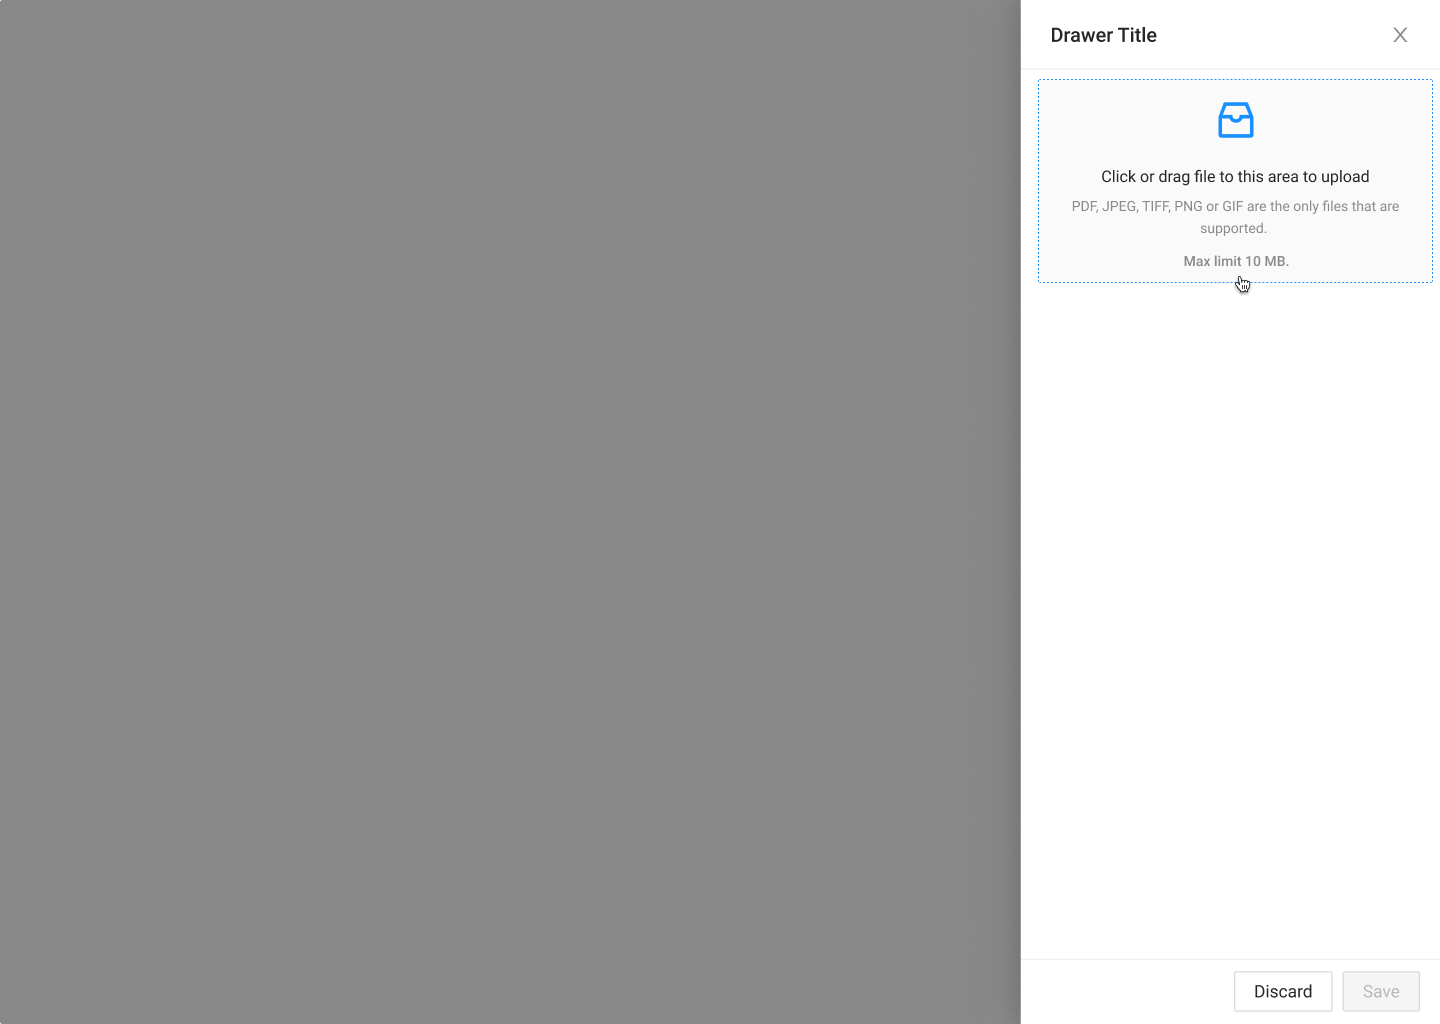 Drawer Title
Click or drag file to this area to upload
PDF, JPEG, TIFF, PNG or GIF are the only files that are
supported.
Max limit 10 MB.
Discard
Save